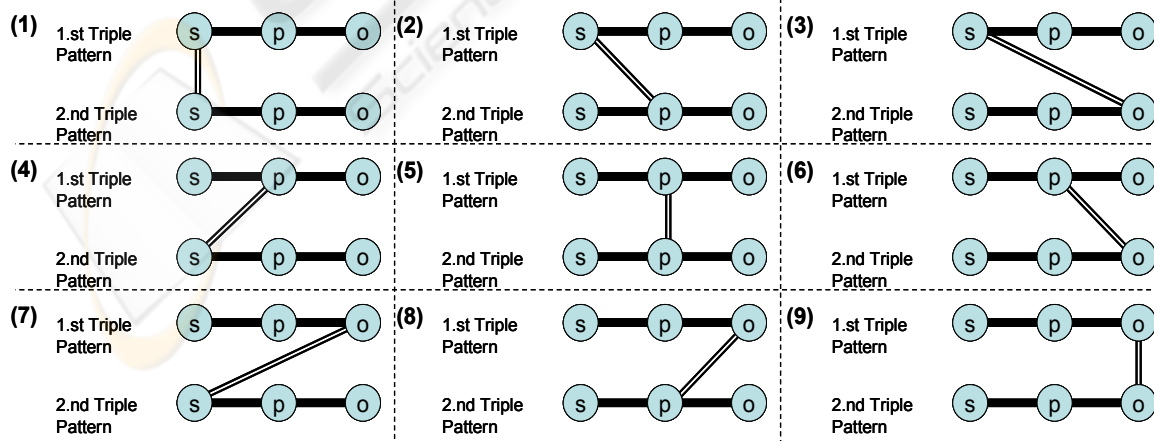 (1) 1.st Triple Pattern s p o
2.nd Triple Pattern s p o
(2) 1.st Triple Pattern s p o
2.nd Triple Pattern s p o
(3) 1.st Triple Pattern s p o
2.nd Triple Pattern s p o
(4) 1.st Triple Pattern s p o
2.nd Triple Pattern s p o
(5) 1.st Triple Pattern s p o
2.nd Triple Pattern s p o
(6) 1.st Triple Pattern s p o
2.nd Triple Pattern s p o
(7) 1.st Triple Pattern s p o
2.nd Triple Pattern s p o
(8) 1.st Triple Pattern s p o
2.nd Triple Pattern s p o
(9) 1.st Triple Pattern s p o
2.nd Triple Pattern s p o